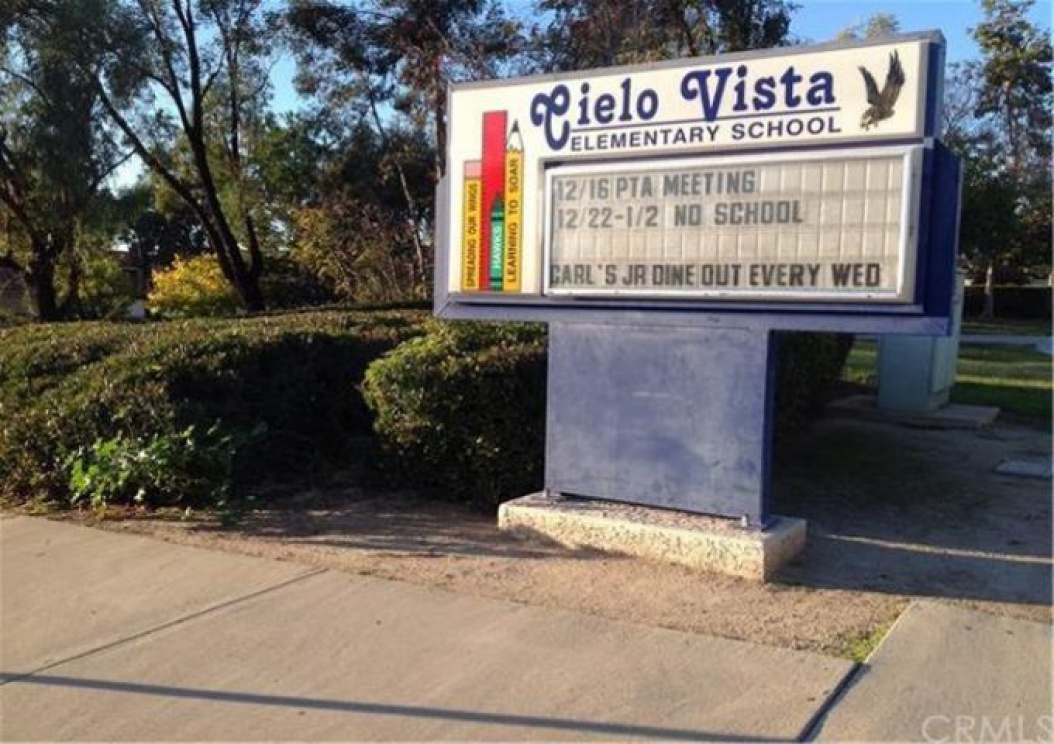 Cielo Vista
ELEMENTARY SCHOOL
SPREADING OUR WINGS
HAWKS
LEARNING TO SOAR
12/16 PTA MEETING
12/22-1/2 NO SCHOOL
CARL'S JR DINE OUT EVERY WED
CRMLS